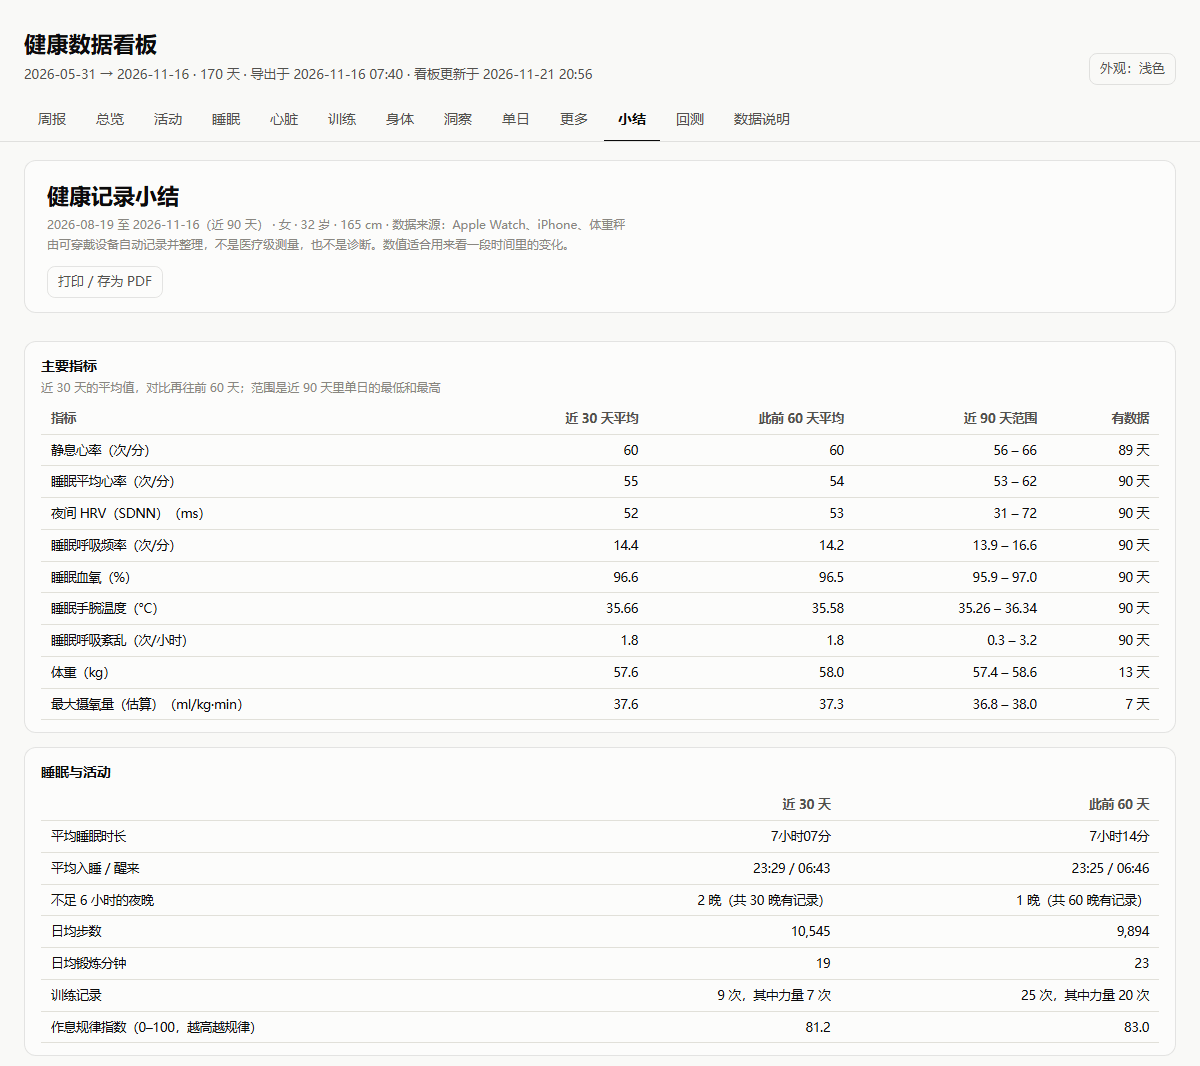 健康数据看板
2026-05-31 → 2026-11-16 · 170 天 · 导出于 2026-11-16 07:40 · 看板更新于 2026-11-21 20:56
外观：浅色
周报 总览 活动 睡眠 心脏 训练 身体 洞察 单日 更多 小结 回测 数据说明
健康记录小结
2026-08-19 至 2026-11-16（近 90 天） · 女 · 32 岁 · 165 cm · 数据来源：Apple Watch、iPhone、体重秤
由可穿戴设备自动记录并整理，不是医疗级测量，也不是诊断。数值适合用来看一段时间里的变化。
打印 / 存为 PDF
主要指标
近 30 天的平均值，对比再往前 60 天；范围是近 90 天里单日的最低和最高
指标 近 30 天平均 此前 60 天平均 近 90 天范围 有数据
静息心率（次/分） 60 60 56 – 66 89 天
睡眠平均心率（次/分） 55 54 53 – 62 90 天
夜间 HRV（SDNN）（ms） 52 53 31 – 72 90 天
睡眠呼吸频率（次/分） 14.4 14.2 13.9 – 16.6 90 天
睡眠血氧（%） 96.6 96.5 95.9 – 97.0 90 天
睡眠手腕温度（°C） 35.66 35.58 35.26 – 36.34 90 天
睡眠呼吸紊乱（次/小时） 1.8 1.8 0.3 – 3.2 90 天
体重（kg） 57.6 58.0 57.4 – 58.6 13 天
最大摄氧量（估算）（ml/kg·min） 37.6 37.3 36.8 – 38.0 7 天
睡眠与活动
近 30 天 此前 60 天
平均睡眠时长 7小时07分 7小时14分
平均入睡 / 醒来 23:29 / 06:43 23:25 / 06:46
不足 6 小时的夜晚 2 晚（共 30 晚有记录） 1 晚（共 60 晚有记录）
日均步数 10,545 9,894
日均锻炼分钟 19 23
训练记录 9 次，其中力量 7 次 25 次，其中力量 20 次
作息规律指数（0–100，越高越规律） 81.2 83.0